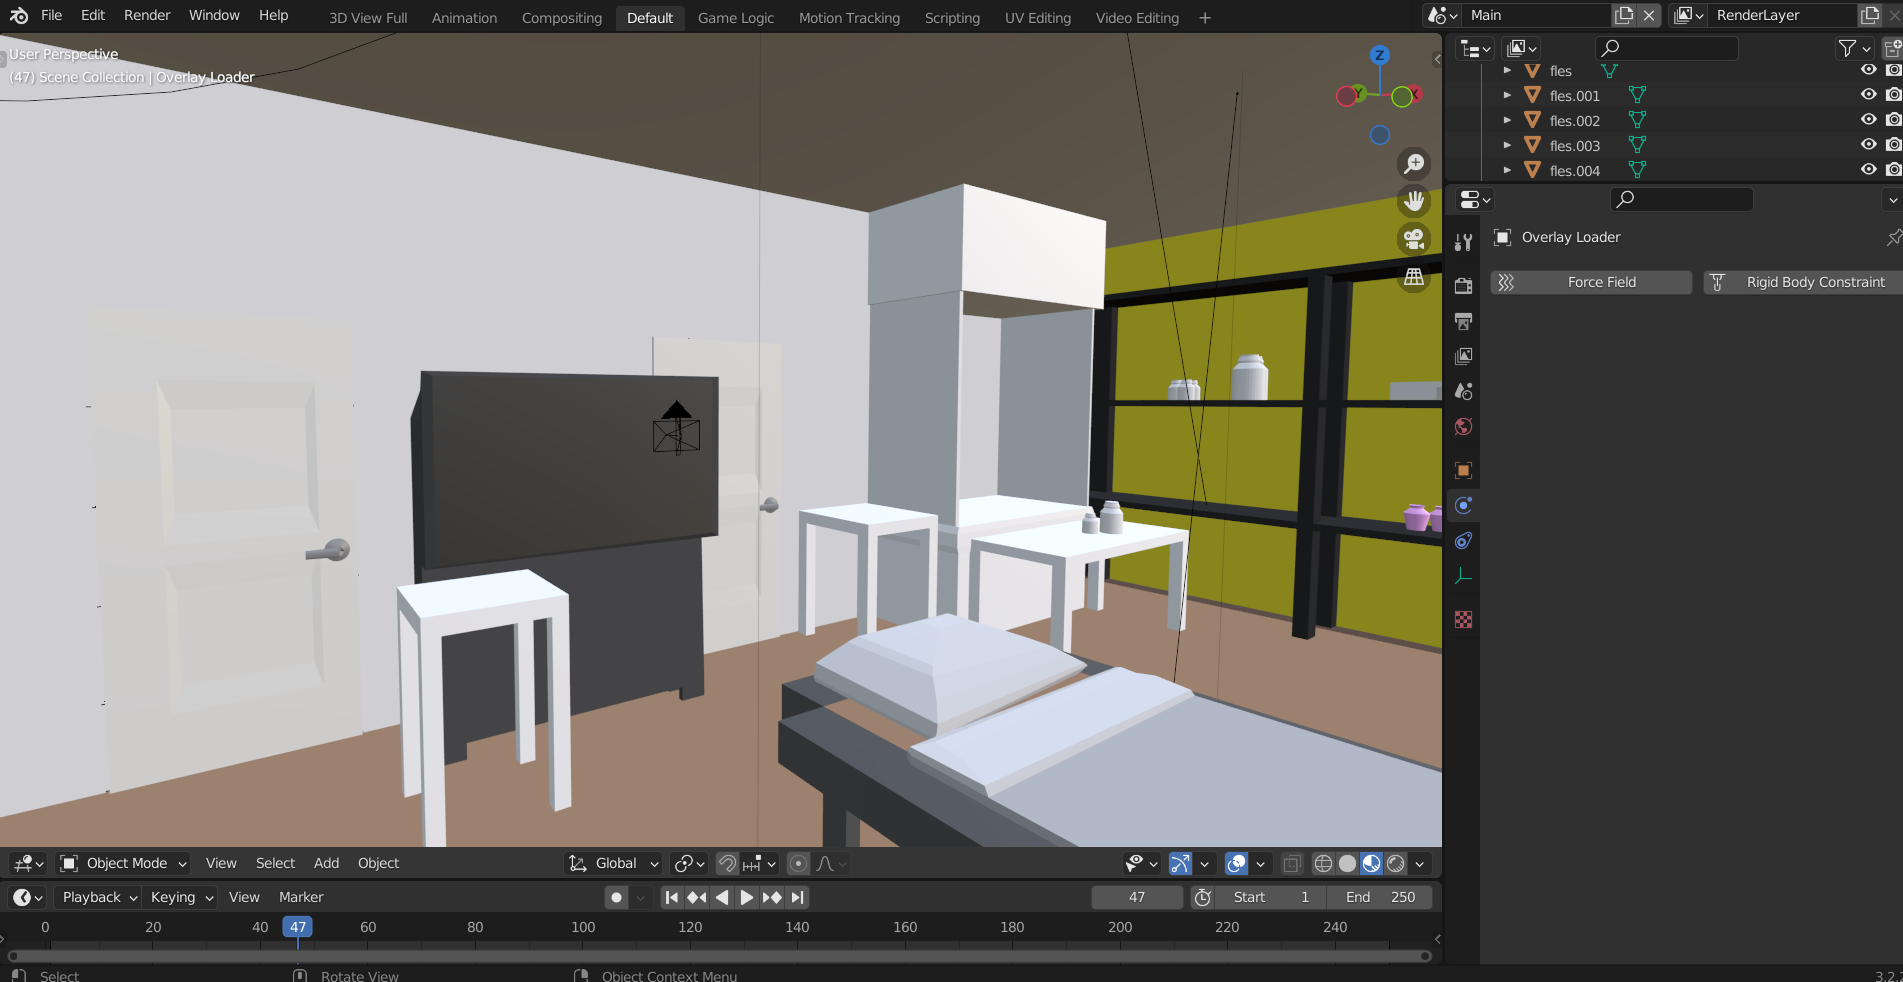 File Edit Render Window Help 3D View Full Animation Compositing Default Game Logic Motion Tracking Scripting UV Editing Video Editing + Main RenderLayer
User Perspective
(47) Scene Collection | Overlay Loader
Z
Y X
fles
fles.001
fles.002
fles.003
fles.004
Overlay Loader
Force Field Rigid Body Constraint
Object Mode View Select Add Object Global
Playback Keying View Marker 47 Start 1 End 250
0 20 40 47 60 80 100 120 140 160 180 200 220 240
Select Rotate View Object Context Menu